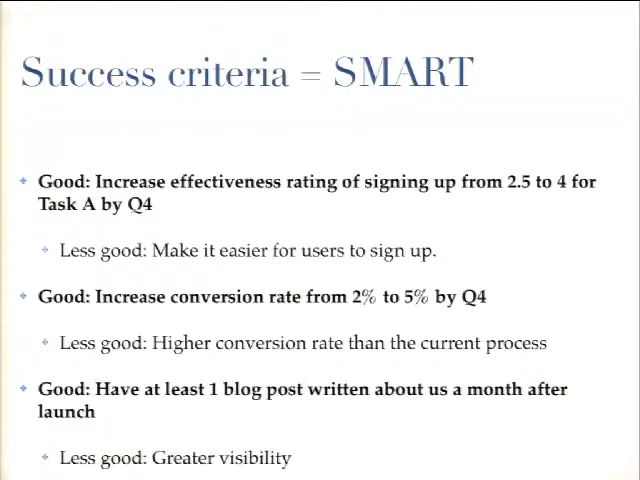 Success criteria = SMART
Good: Increase effectiveness rating of signing up from 2.5 to 4 for
Task A by Q4
Less good: Make it easier for users to sign up.
Good: Increase conversion rate from 2% to 5% by Q4
Less good: Higher conversion rate than the current process
Good: Have at least 1 blog post written about us a month after
launch
Less good: Greater visibility